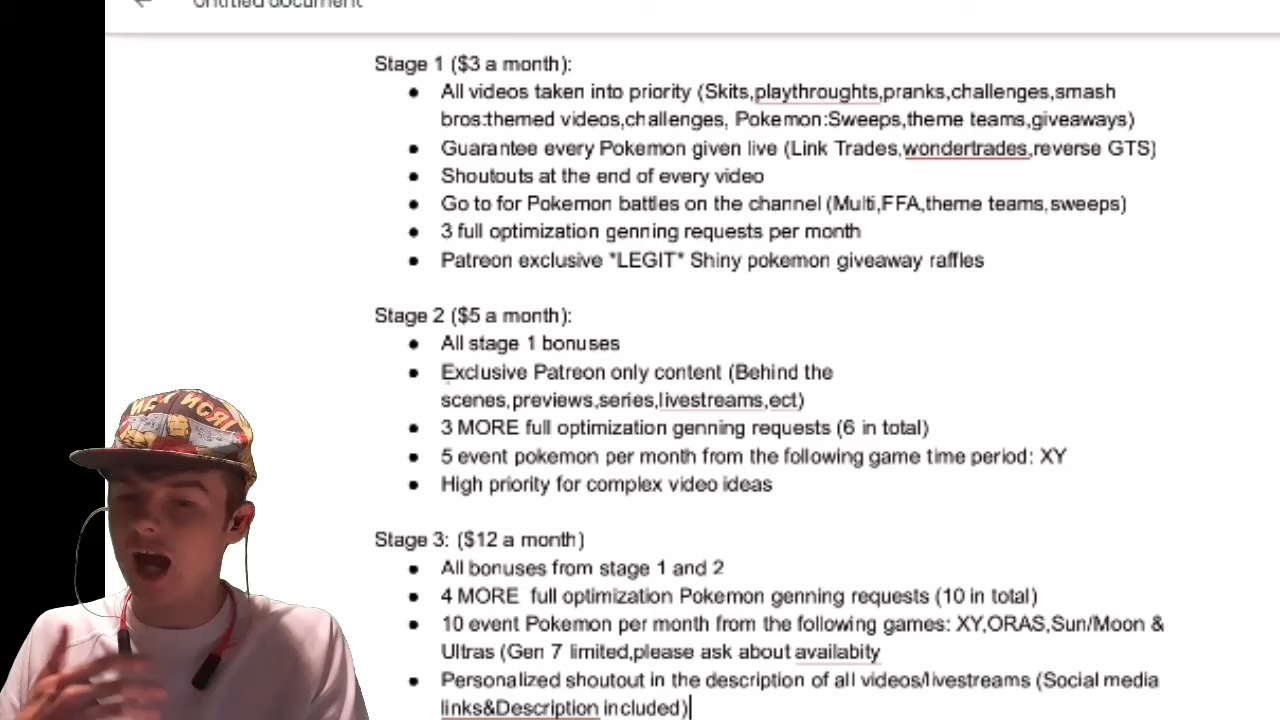 Untitled document
Stage 1 ($3 a month):
● All videos taken into priority (Skits,playthroughts,pranks,challenges,smash
bros:themed videos,challenges, Pokemon:Sweeps,theme teams,giveaways)
● Guarantee every Pokemon given live (Link Trades,wondertrades,reverse GTS)
● Shoutouts at the end of every video
● Go to for Pokemon battles on the channel (Multi,FFA,theme teams,sweeps)
● 3 full optimization genning requests per month
● Patreon exclusive *LEGIT* Shiny pokemon giveaway raffles
Stage 2 ($5 a month):
● All stage 1 bonuses
● Exclusive Patreon only content (Behind the
scenes,previews,series,livestreams,ect)
● 3 MORE full optimization genning requests (6 in total)
● 5 event pokemon per month from the following game time period: XY
● High priority for complex video ideas
Stage 3: ($12 a month)
● All bonuses from stage 1 and 2
● 4 MORE  full optimization Pokemon genning requests (10 in total)
● 10 event Pokemon per month from the following games: XY,ORAS,Sun/Moon &
Ultras (Gen 7 limited,please ask about availabity
● Personalized shoutout in the description of all videos/livestreams (Social media
links&Description included)